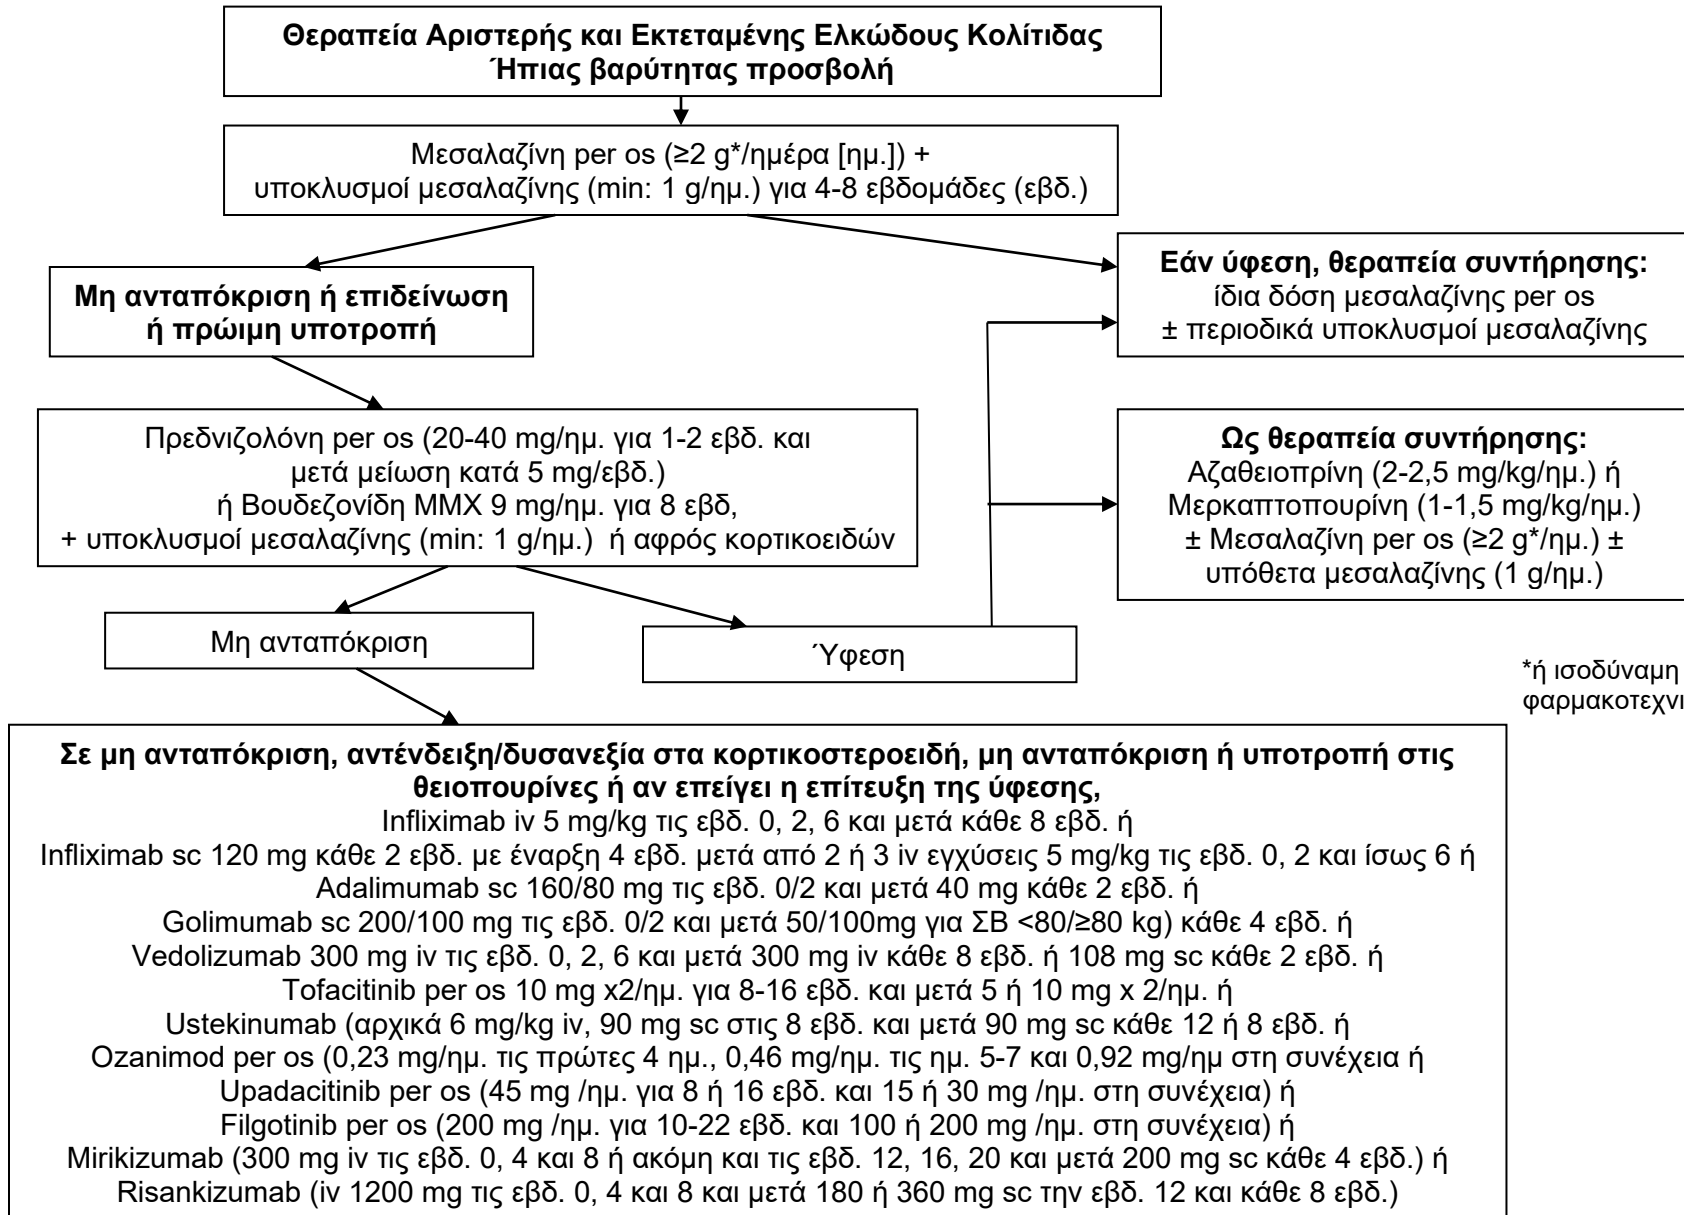 Θεραπεία Αριστερής και Εκτεταμένης Ελκώδους Κολίτιδας
Ήπιας βαρύτητας προσβολή
Μεσαλαζίνη per os (≥2 g*/ημέρα [ημ.]) +
υποκλυσμοί μεσαλαζίνης (min: 1 g/ημ.) για 4-8 εβδομάδες (εβδ.)
Μη ανταπόκριση ή επιδείνωση
ή πρώιμη υποτροπή
Εάν ύφεση, θεραπεία συντήρησης:
ίδια δόση μεσαλαζίνης per os
± περιοδικά υποκλυσμοί μεσαλαζίνης
Πρεδνιζολόνη per os (20-40 mg/ημ. για 1-2 εβδ. και
μετά μείωση κατά 5 mg/εβδ.)
ή Βουδεζονίδη MMX 9 mg/ημ. για 8 εβδ,
+ υποκλυσμοί μεσαλαζίνης (min: 1 g/ημ.) ή αφρός κορτικοειδών
Ως θεραπεία συντήρησης:
Αζαθειοπρίνη (2-2,5 mg/kg/ημ.) ή
Μερκαπτοπουρίνη (1-1,5 mg/kg/ημ.)
± Μεσαλαζίνη per os (≥2 g*/ημ.) ±
υπόθετα μεσαλαζίνης (1 g/ημ.)
Μη ανταπόκριση
Ύφεση
*ή ισοδύναμη
φαρμακοτεχνι
Σε μη ανταπόκριση, αντένδειξη/δυσανεξία στα κορτικοστεροειδή, μη ανταπόκριση ή υποτροπή στις
θειοπουρίνες ή αν επείγει η επίτευξη της ύφεσης,
Infliximab iv 5 mg/kg τις εβδ. 0, 2, 6 και μετά κάθε 8 εβδ. ή
Infliximab sc 120 mg κάθε 2 εβδ. με έναρξη 4 εβδ. μετά από 2 ή 3 iv εγχύσεις 5 mg/kg τις εβδ. 0, 2 και ίσως 6 ή
Adalimumab sc 160/80 mg τις εβδ. 0/2 και μετά 40 mg κάθε 2 εβδ. ή
Golimumab sc 200/100 mg τις εβδ. 0/2 και μετά 50/100mg για ΣΒ <80/≥80 kg) κάθε 4 εβδ. ή
Vedolizumab 300 mg iv τις εβδ. 0, 2, 6 και μετά 300 mg iv κάθε 8 εβδ. ή 108 mg sc κάθε 2 εβδ. ή
Tofacitinib per os 10 mg x2/ημ. για 8-16 εβδ. και μετά 5 ή 10 mg x 2/ημ. ή
Ustekinumab (αρχικά 6 mg/kg iv, 90 mg sc στις 8 εβδ. και μετά 90 mg sc κάθε 12 ή 8 εβδ. ή
Ozanimod per os (0,23 mg/ημ. τις πρώτες 4 ημ., 0,46 mg/ημ. τις ημ. 5-7 και 0,92 mg/ημ στη συνέχεια ή
Upadacitinib per os (45 mg /ημ. για 8 ή 16 εβδ. και 15 ή 30 mg /ημ. στη συνέχεια) ή
Filgotinib per os (200 mg /ημ. για 10-22 εβδ. και 100 ή 200 mg /ημ. στη συνέχεια) ή
Mirikizumab (300 mg iv τις εβδ. 0, 4 και 8 ή ακόμη και τις εβδ. 12, 16, 20 και μετά 200 mg sc κάθε 4 εβδ.) ή
Risankizumab (iv 1200 mg τις εβδ. 0, 4 και 8 και μετά 180 ή 360 mg sc την εβδ. 12 και κάθε 8 εβδ.)